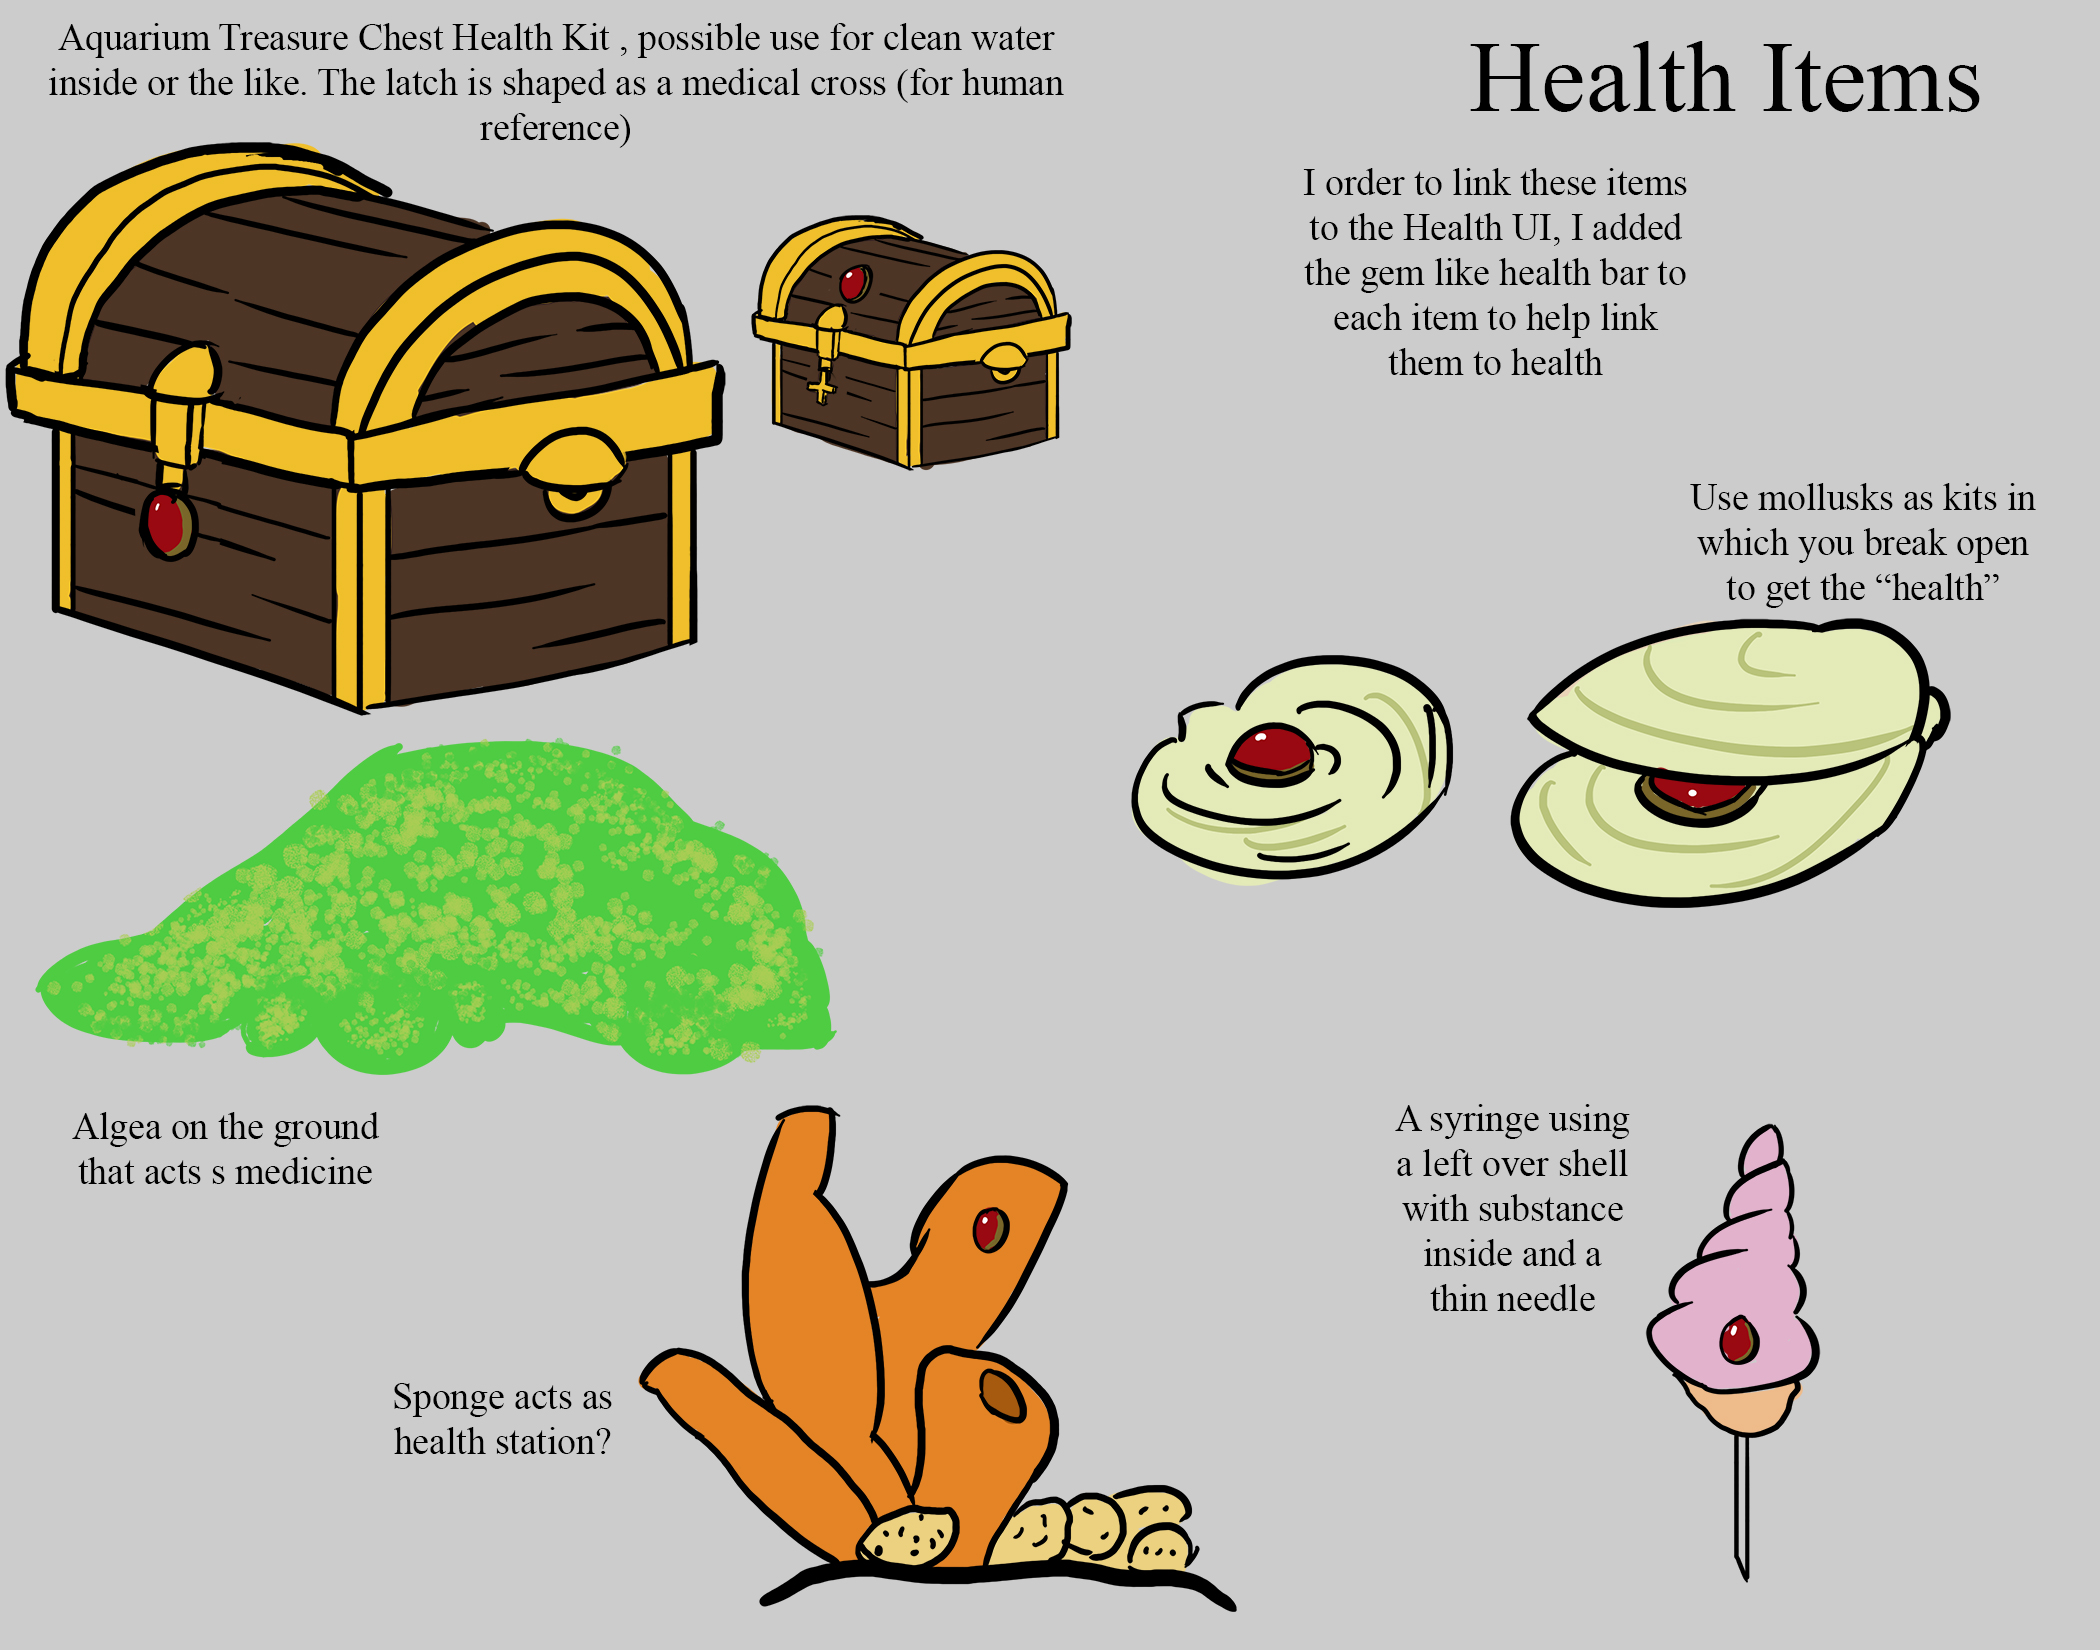 Aquarium Treasure Chest Health Kit , possible use for clean water
inside or the like. The latch is shaped as a medical cross (for human
reference)
Health Items
I order to link these items
to the Health UI, I added
the gem like health bar to
each item to help link
them to health
Use mollusks as kits in
which you break open
to get the “health”
Algea on the ground
that acts s medicine
A syringe using
a left over shell
with substance
inside and a
thin needle
Sponge acts as
health station?